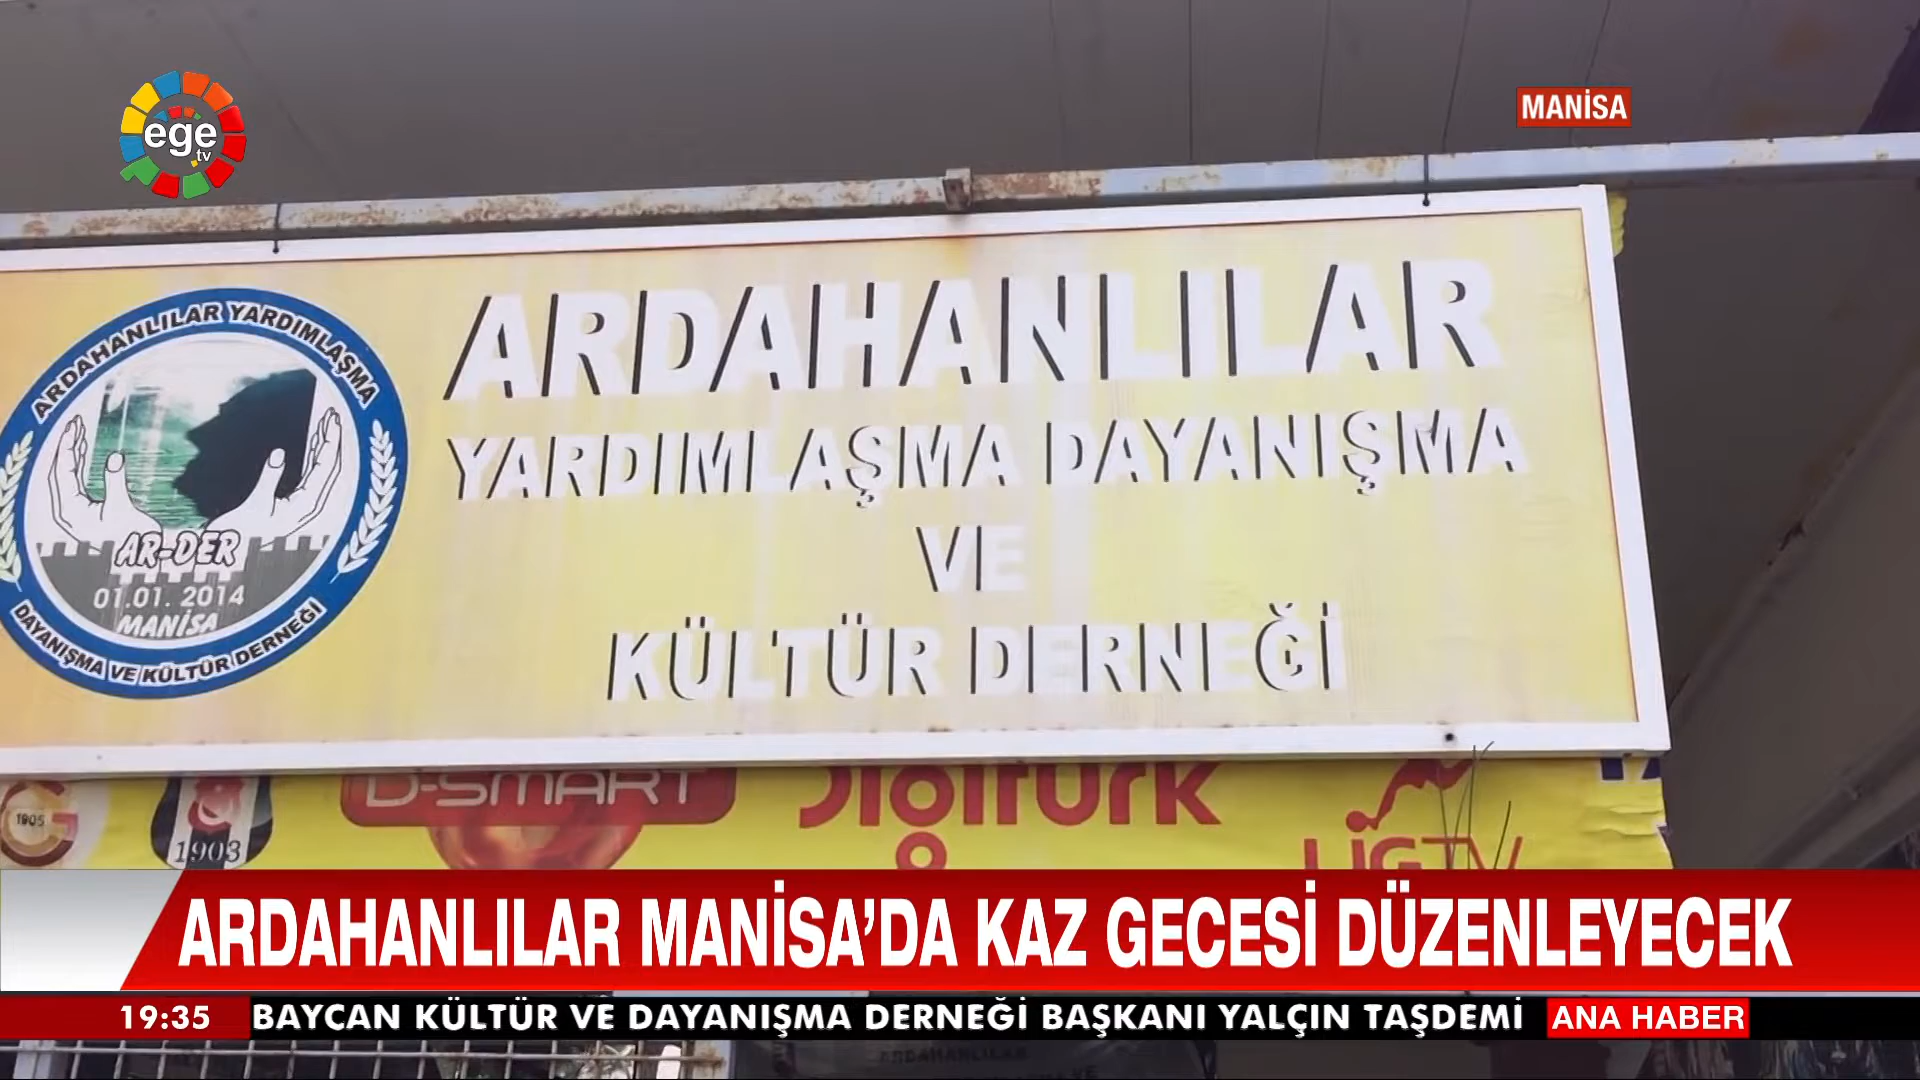 ege
tv
MANİSA
ARDAHANLILAR YARDIMLAŞMA
AR-DER
01.01. 2014
MANİSA
DAYANIŞMA VE KÜLTÜR DERNEĞİ
ARDAHANLILAR
YARDIMLAŞMA DAYANIŞMA
VE
KÜLTÜR DERNEĞİ
1905
1903
D-SMART
Digiturk
LiGTV
ARDAHANLILAR MANİSA’DA KAZ GECESİ DÜZENLEYECEK
19:35 BAYCAN KÜLTÜR VE DAYANIŞMA DERNEĞİ BAŞKANI YALÇIN TAŞDEMİ ANA HABER
ARDAHANLILAR